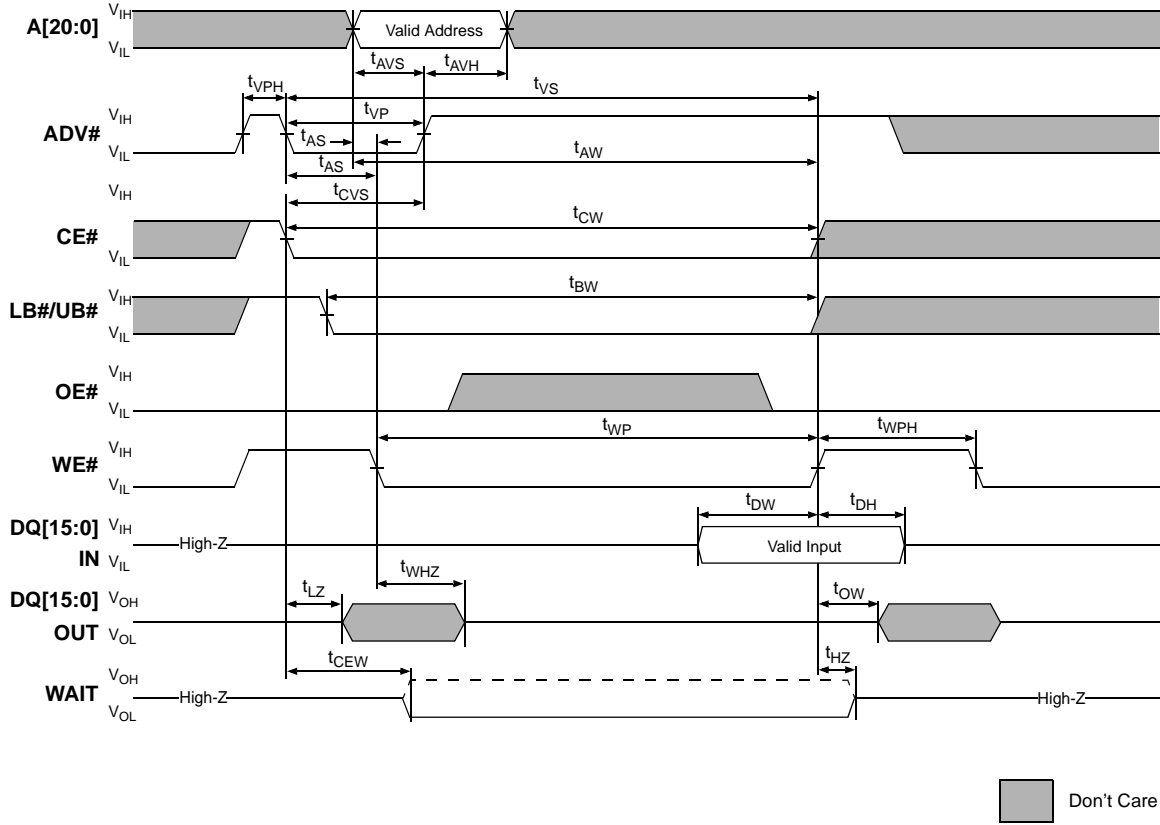 A[20:0] VIH VIL Valid Address
tAVS tAVH
tVPH tVS
ADV# VIH VIL tVP
tAS
tAW
tAS
VIH tCVS
CE# VIL tCW
LB#/UB# VIH VIL tBW
OE# VIH VIL
tWP tWPH
WE# VIH VIL
tDW tDH
DQ[15:0] VIH High-Z Valid Input
IN VIL
tLZ tWHZ tOW
DQ[15:0] VOH
OUT VOL
tCEW tHZ
WAIT VOH VOL High-Z High-Z
Don't Care